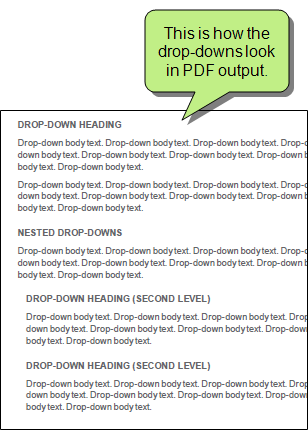 This is how the
drop-downs look
in PDF output.
DROP-DOWN HEADING
Drop-down body text. Drop-down body text. Drop-down body text. Drop-
down body text. Drop-down body text. Drop-down body text. Drop-down b
body text. Drop-down body text.
Drop-down body text. Drop-down body text. Drop-down body text. Drop-
down body text. Drop-down body text. Drop-down body text. Drop-down b
body text. Drop-down body text.
NESTED DROP-DOWNS
Drop-down body text. Drop-down body text. Drop-down body text. Drop-
down body text. Drop-down body text. Drop-down body text. Drop-down b
body text. Drop-down body text.
DROP-DOWN HEADING (SECOND LEVEL)
Drop-down body text. Drop-down body text. Drop-down body text. Drop
down body text. Drop-down body text. Drop-down body text. Drop-down
body text. Drop-down body text.
DROP-DOWN HEADING (SECOND LEVEL)
Drop-down body text. Drop-down body text. Drop-down body text. Drop
down body text. Drop-down body text. Drop-down body text. Drop-down
body text. Drop-down body text.